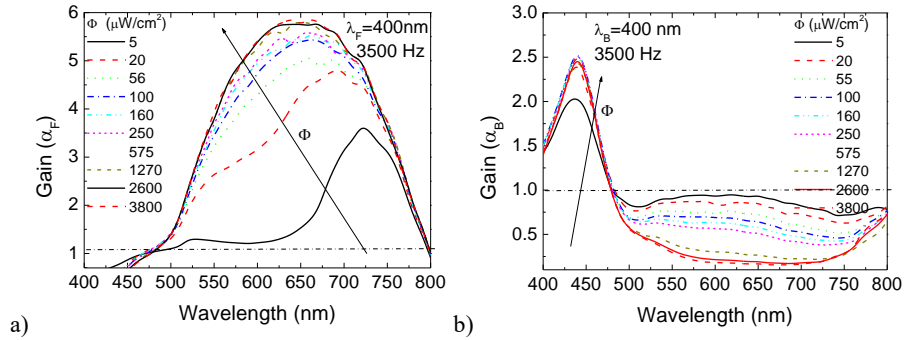 Φ (μW/cm²)
5
20
56
100
160
250
575
1270
2600
3800
λF=400nm
3500 Hz
Φ
6
5
4
3
2
1
Gain (αF)
400 450 500 550 600 650 700 750 800
Wavelength (nm)
a)
λB=400 nm
3500 Hz
Φ
Φ (μW/cm²)
5
20
55
100
160
250
575
1270
2600
3800
3.0
2.5
2.0
1.5
1.0
0.5
Gain (αB)
400 450 500 550 600 650 700 750 800
Wavelength (nm)
b)